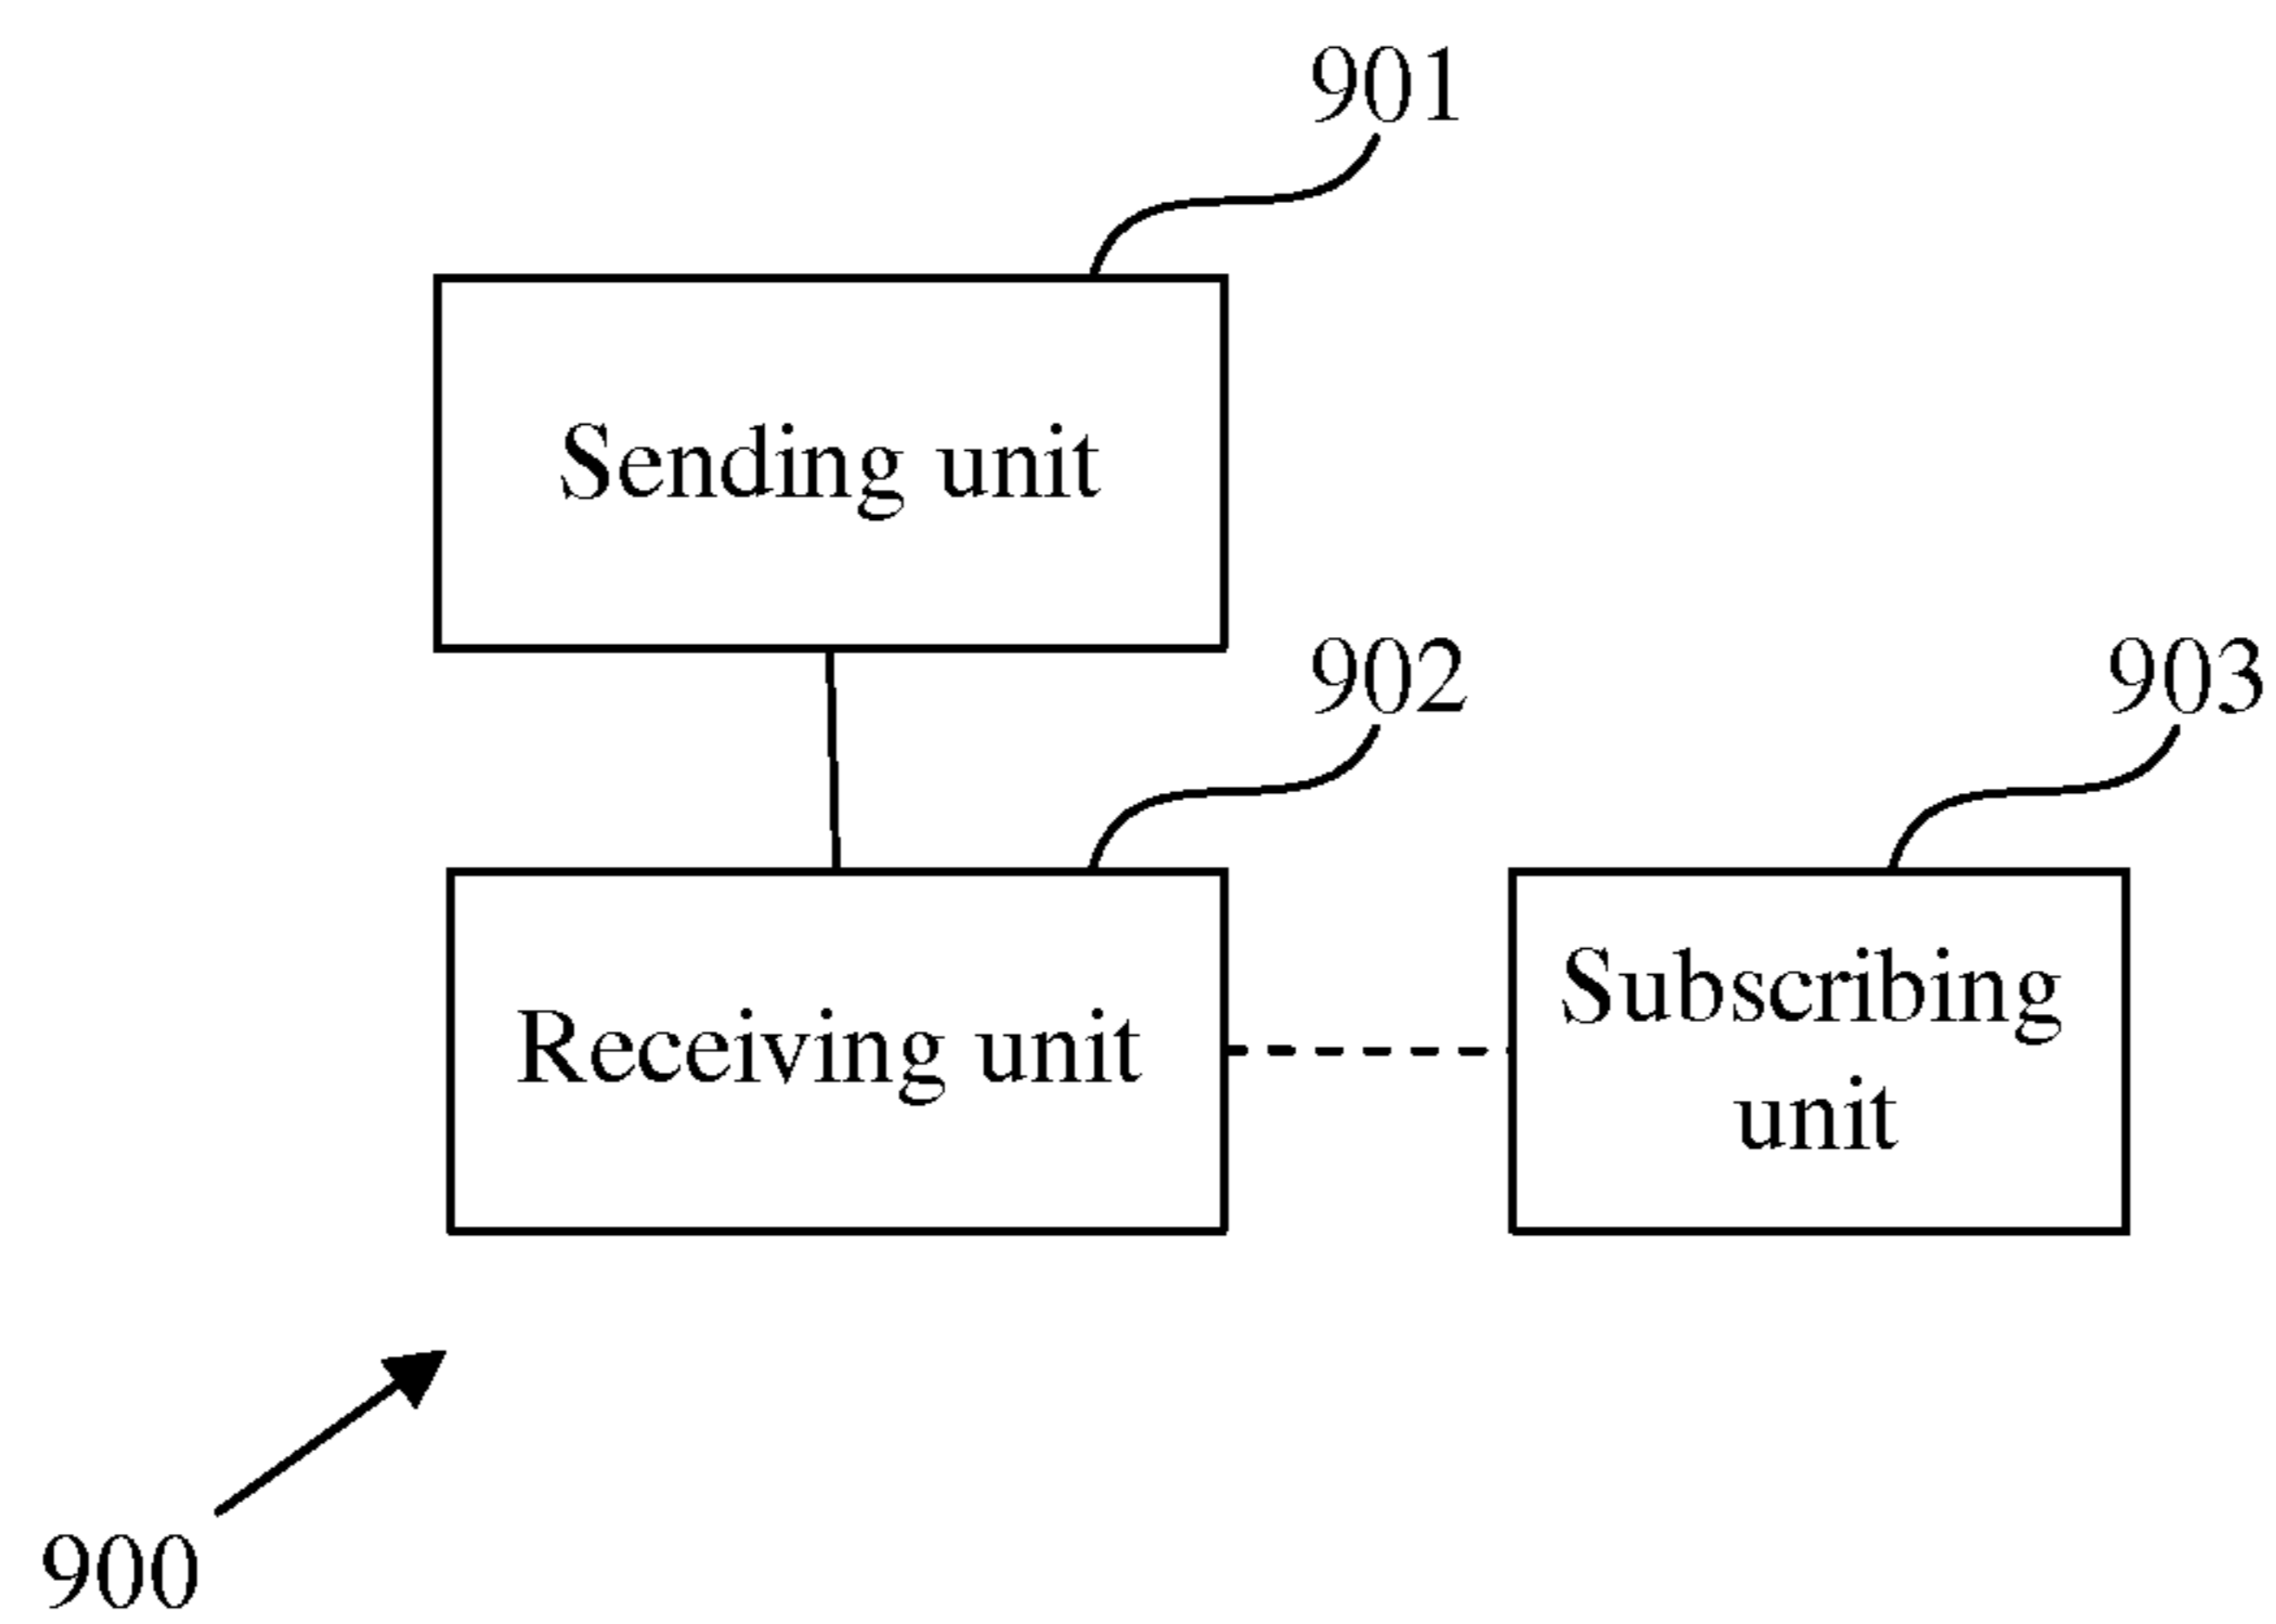 901
Sending unit
902
903
Receiving unit
Subscribing
unit
900